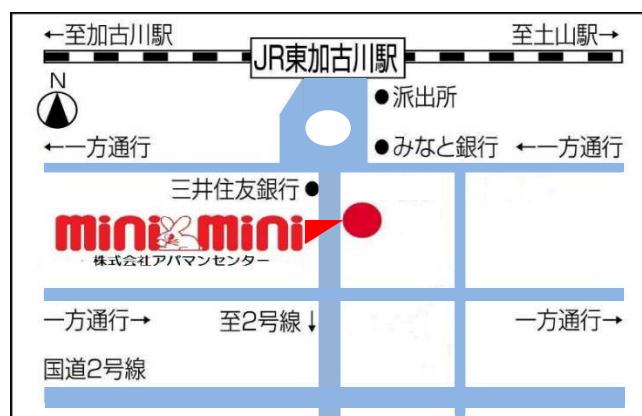 ←至加古川駅
至土山駅→
JR東加古川駅
N
●派出所
←一方通行
●みなと銀行
←一方通行
三井住友銀行●
mini mini
株式会社アパマンセンター
一方通行→
至2号線↓
一方通行→
国道2号線